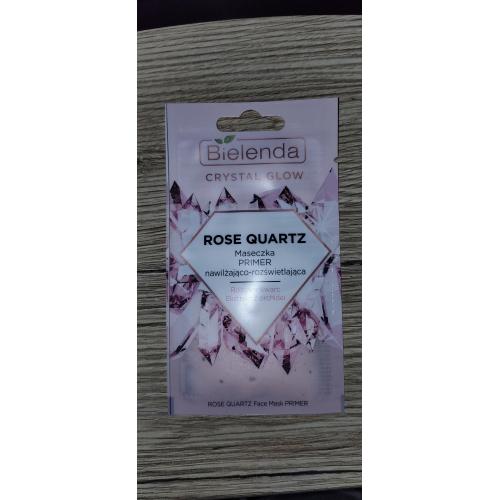 Bielenda
CRYSTAL GLOW
ROSE QUARTZ
Maseczka
PRIMER
nawilżająco-rozświetlająca
ROSE QUARTZ Face Mask PRIMER